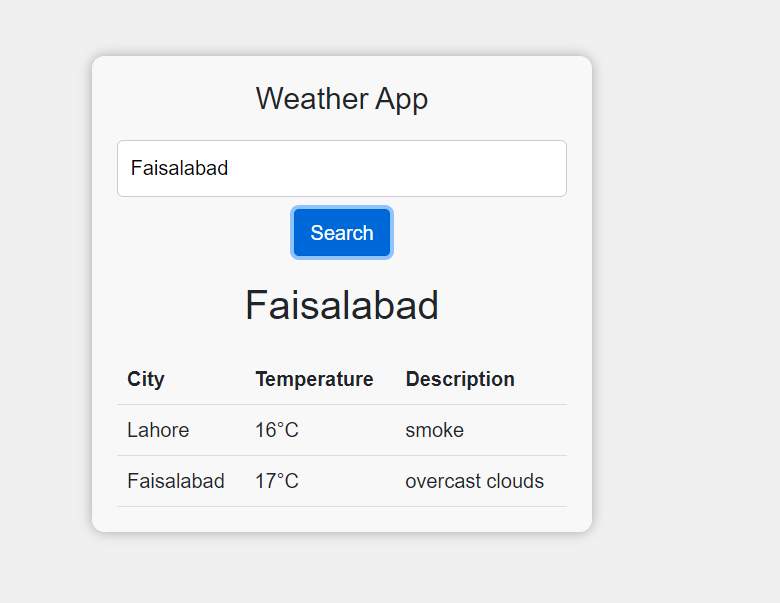 Weather App
Faisalabad
Search
Faisalabad
City Temperature Description
Lahore 16°C smoke
Faisalabad 17°C overcast clouds